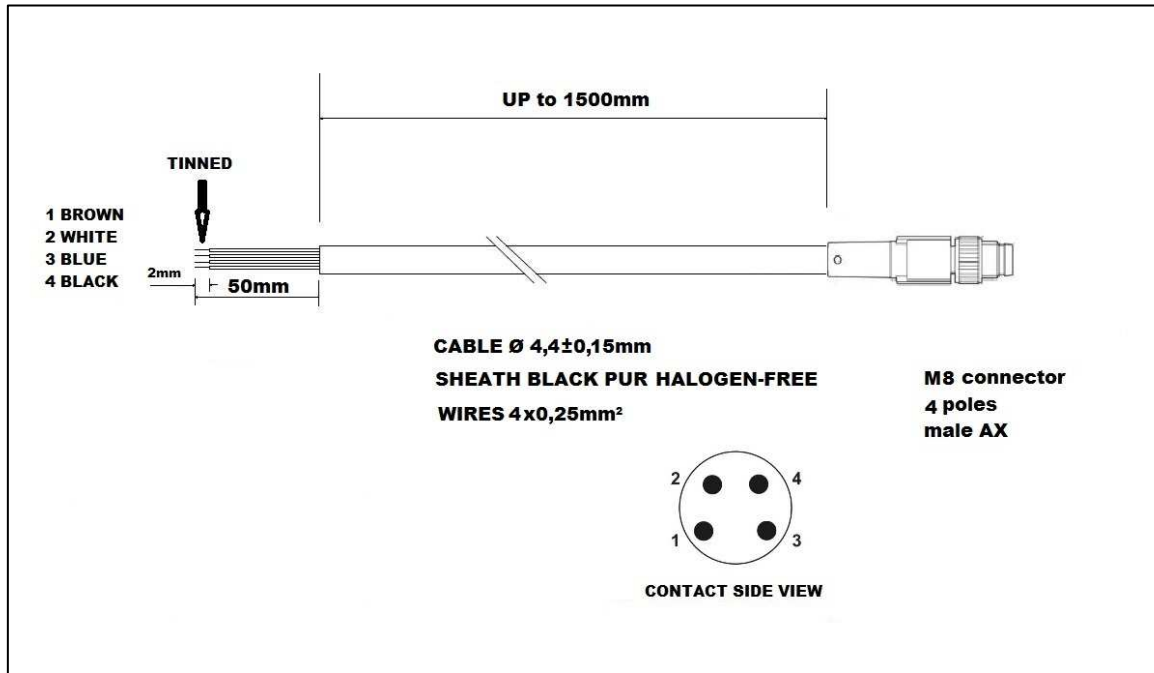 UP to 1500mm
TINNED
1 BROWN
2 WHITE
3 BLUE
4 BLACK
2mm
50mm
CABLE Ø 4,4±0,15mm
SHEATH BLACK PUR HALOGEN-FREE
WIRES 4x0,25mm²
M8 connector
4 poles
male AX
2 4
1 3
CONTACT SIDE VIEW